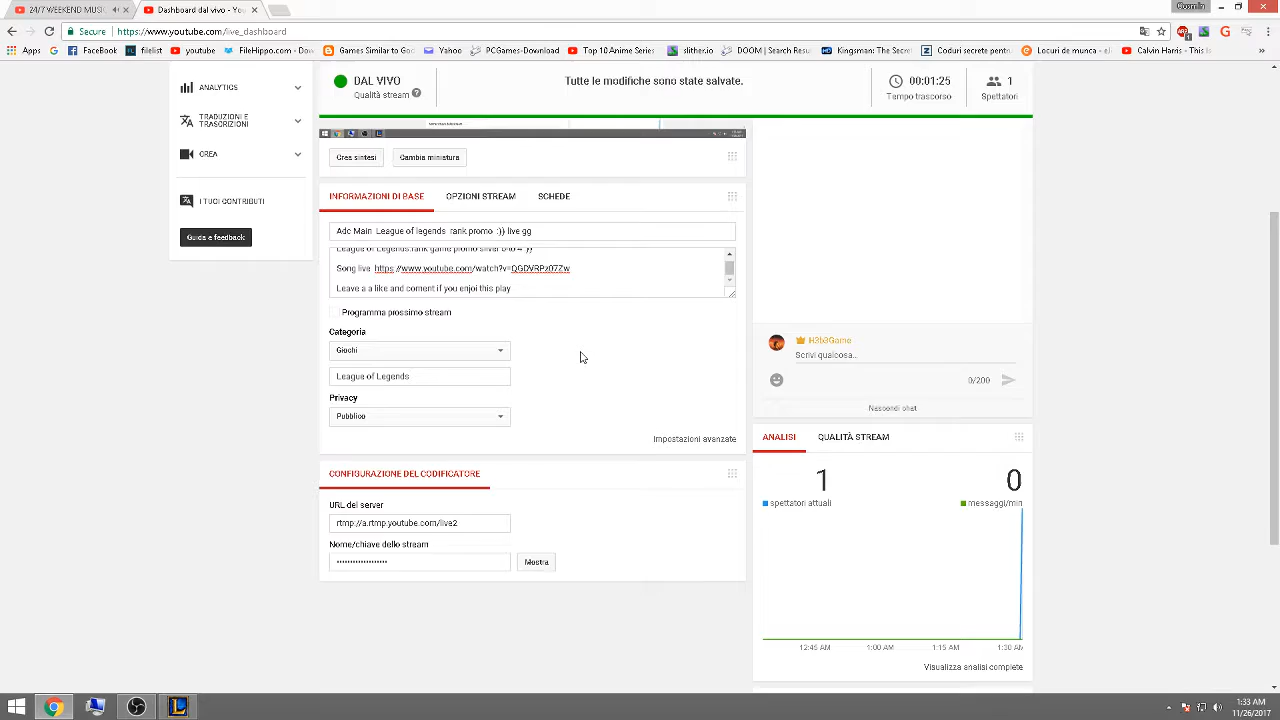 24/7 WEEKEND MUSIC
Dashboard dal vivo - You
Secure
https://www.youtube.com/live_dashboard
Apps
G
FaceBook
filelist
youtube
FileHippo.com - Do
Games Similar to Go
Yahoo
PCGames-Download
Top 10 Anime Series
slither
DOOM | Search Resu
Kingsman The Secre
Coduri secrete pentr
Locuri de munca - el
Calvin Harris - This Is
ANALYTICS
TRADUZIONI E
TRASCRIZIONI
CREA
I TUOI CONTRIBUTI
Guida e feedback
DAL VIVO
Qualità stream
Tutte le modifiche sono state salvate.
00:01:25
Tempo trascorso
1
Spettatori
Crea sintesi
Cambia miniatura
INFORMAZIONI DI BASE
OPZIONI STREAM
SCHEDE
Adc Main League of legends rank promo :)) live gg
Song live https://www.youtube.com/watch?v=QGDVRPz07Zw
Leave a a like and coment if you enjoi this play
Programma prossimo stream
Categoria
Giochi
League of Legends
Privacy
Pubblico
Impostazioni avanzate
CONFIGURAZIONE DEL CODIFICATORE
URL del server
rtmp://a.rtmp.youtube.com/live2
Nome/chiave dello stream
Mostra
H3b3Game
Scrivi qualcosa...
0/200
Nascondi chat
ANALISI
QUALITÀ STREAM
1
spettatori attuali
0
messaggi/min
12:45 AM
1:00 AM
1:15 AM
1:30 AM
Visualizza analisi complete
1:33 AM
11/26/2017